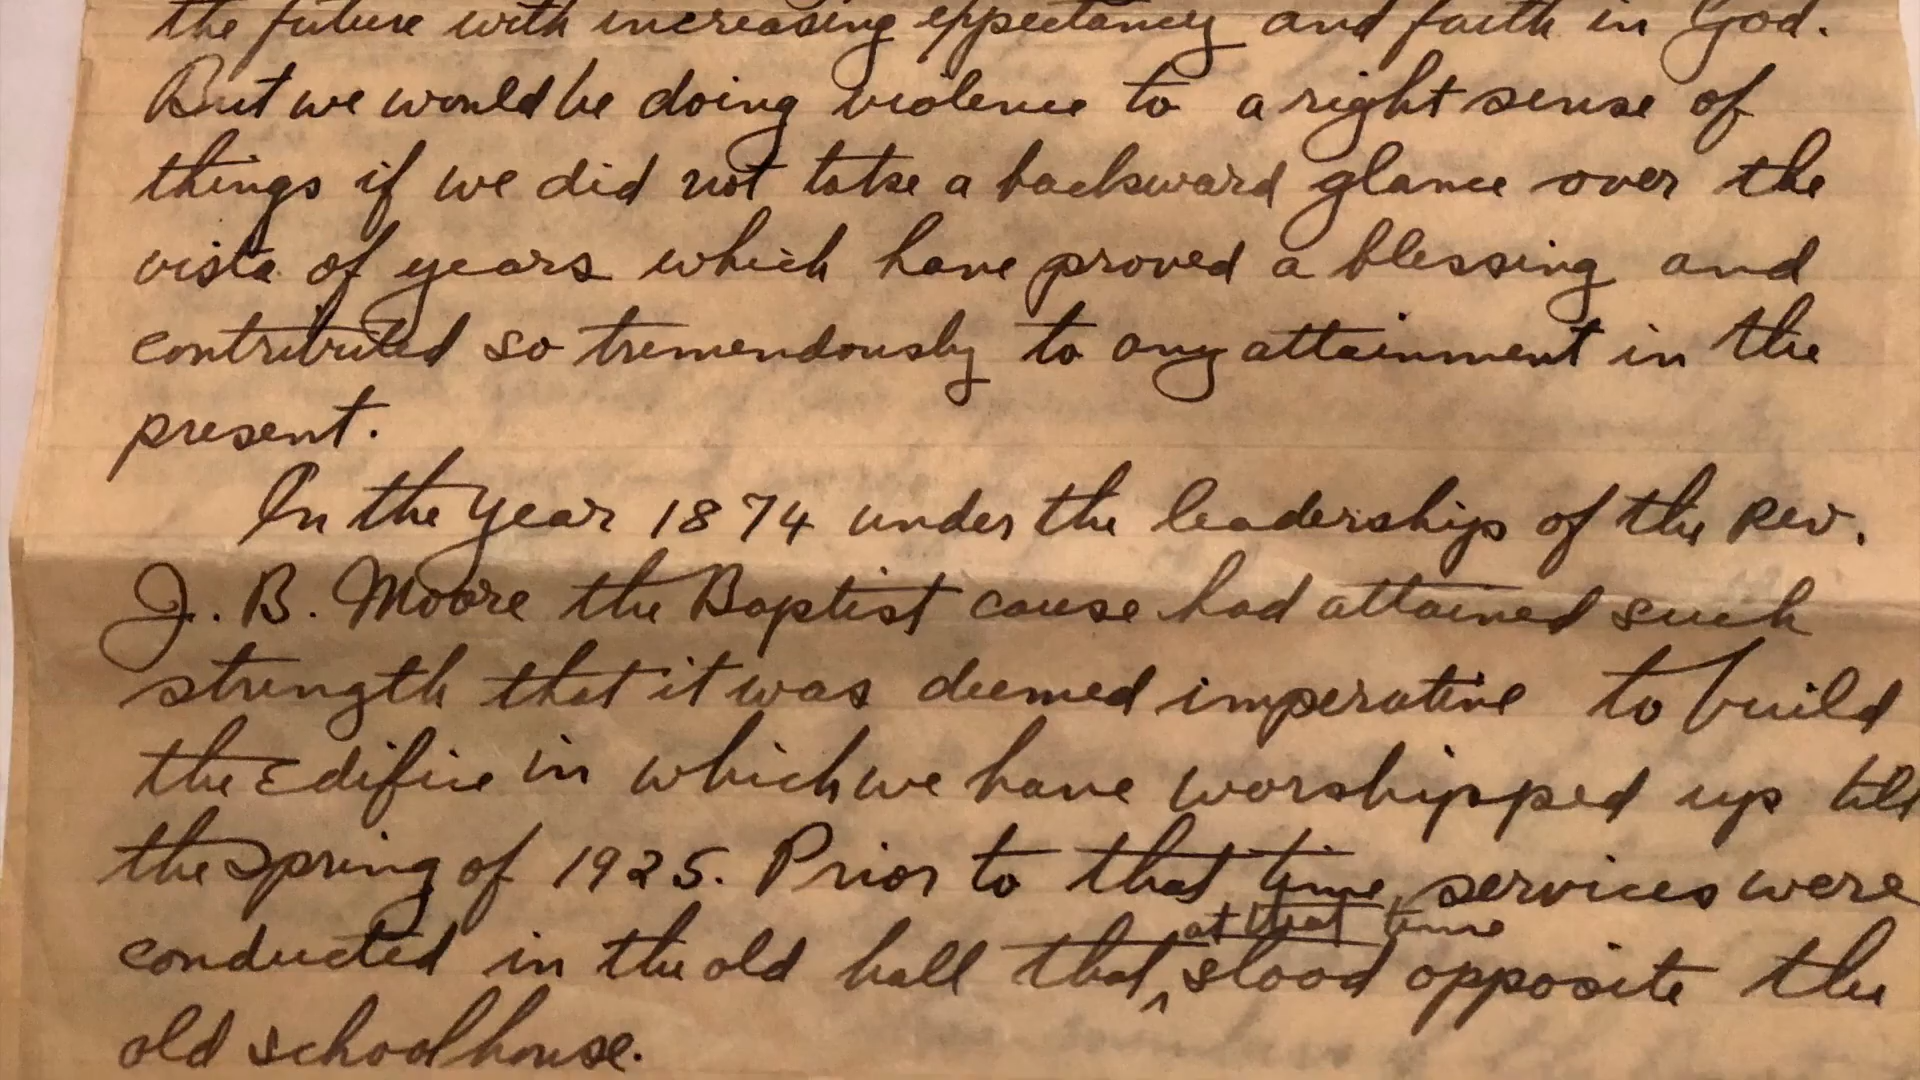 the future with increasing expectancy and faith in God.
But we would be doing violence to a right sense of
things if we did not take a backward glance over the
vista of years which have proved a blessing and
contributed so tremendously to any attainment in the
present.
In the year 1874 under the leadership of the Rev.
J. B. Moore the Baptist cause had attained such
strength that it was deemed imperative to build
the Edifice in which we have worshipped up till
the spring of 1925. Prior to that time, services were
at that time
conducted in the old hall that ^ stood opposite the
old schoolhouse.